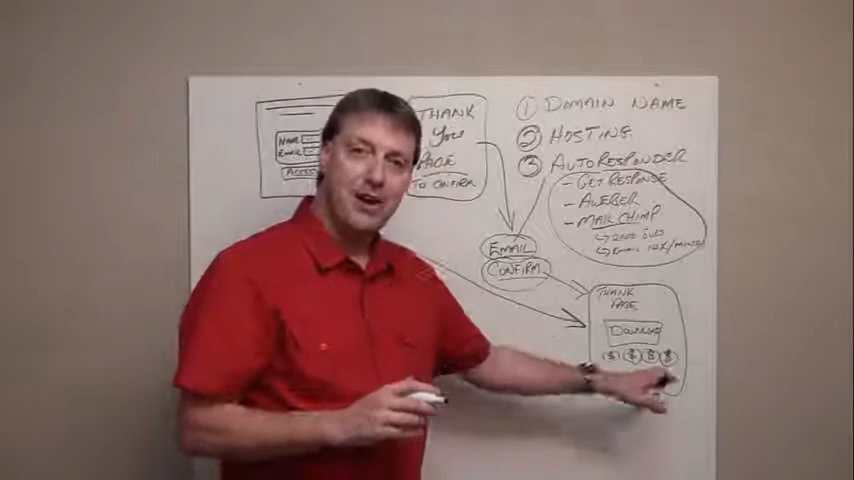 NAME
EMAIL
ACCESS
THANK
YOU
PAGE
TO CONFIRM
① DOMAIN NAME
② HOSTING
③ AUTORESPONDER
- GET RESPONSE
- AWEBER
- MAIL CHIMP
EMAIL
CONFIRM
THANK
PAGE
DOWNLOAD
$ $ $ $